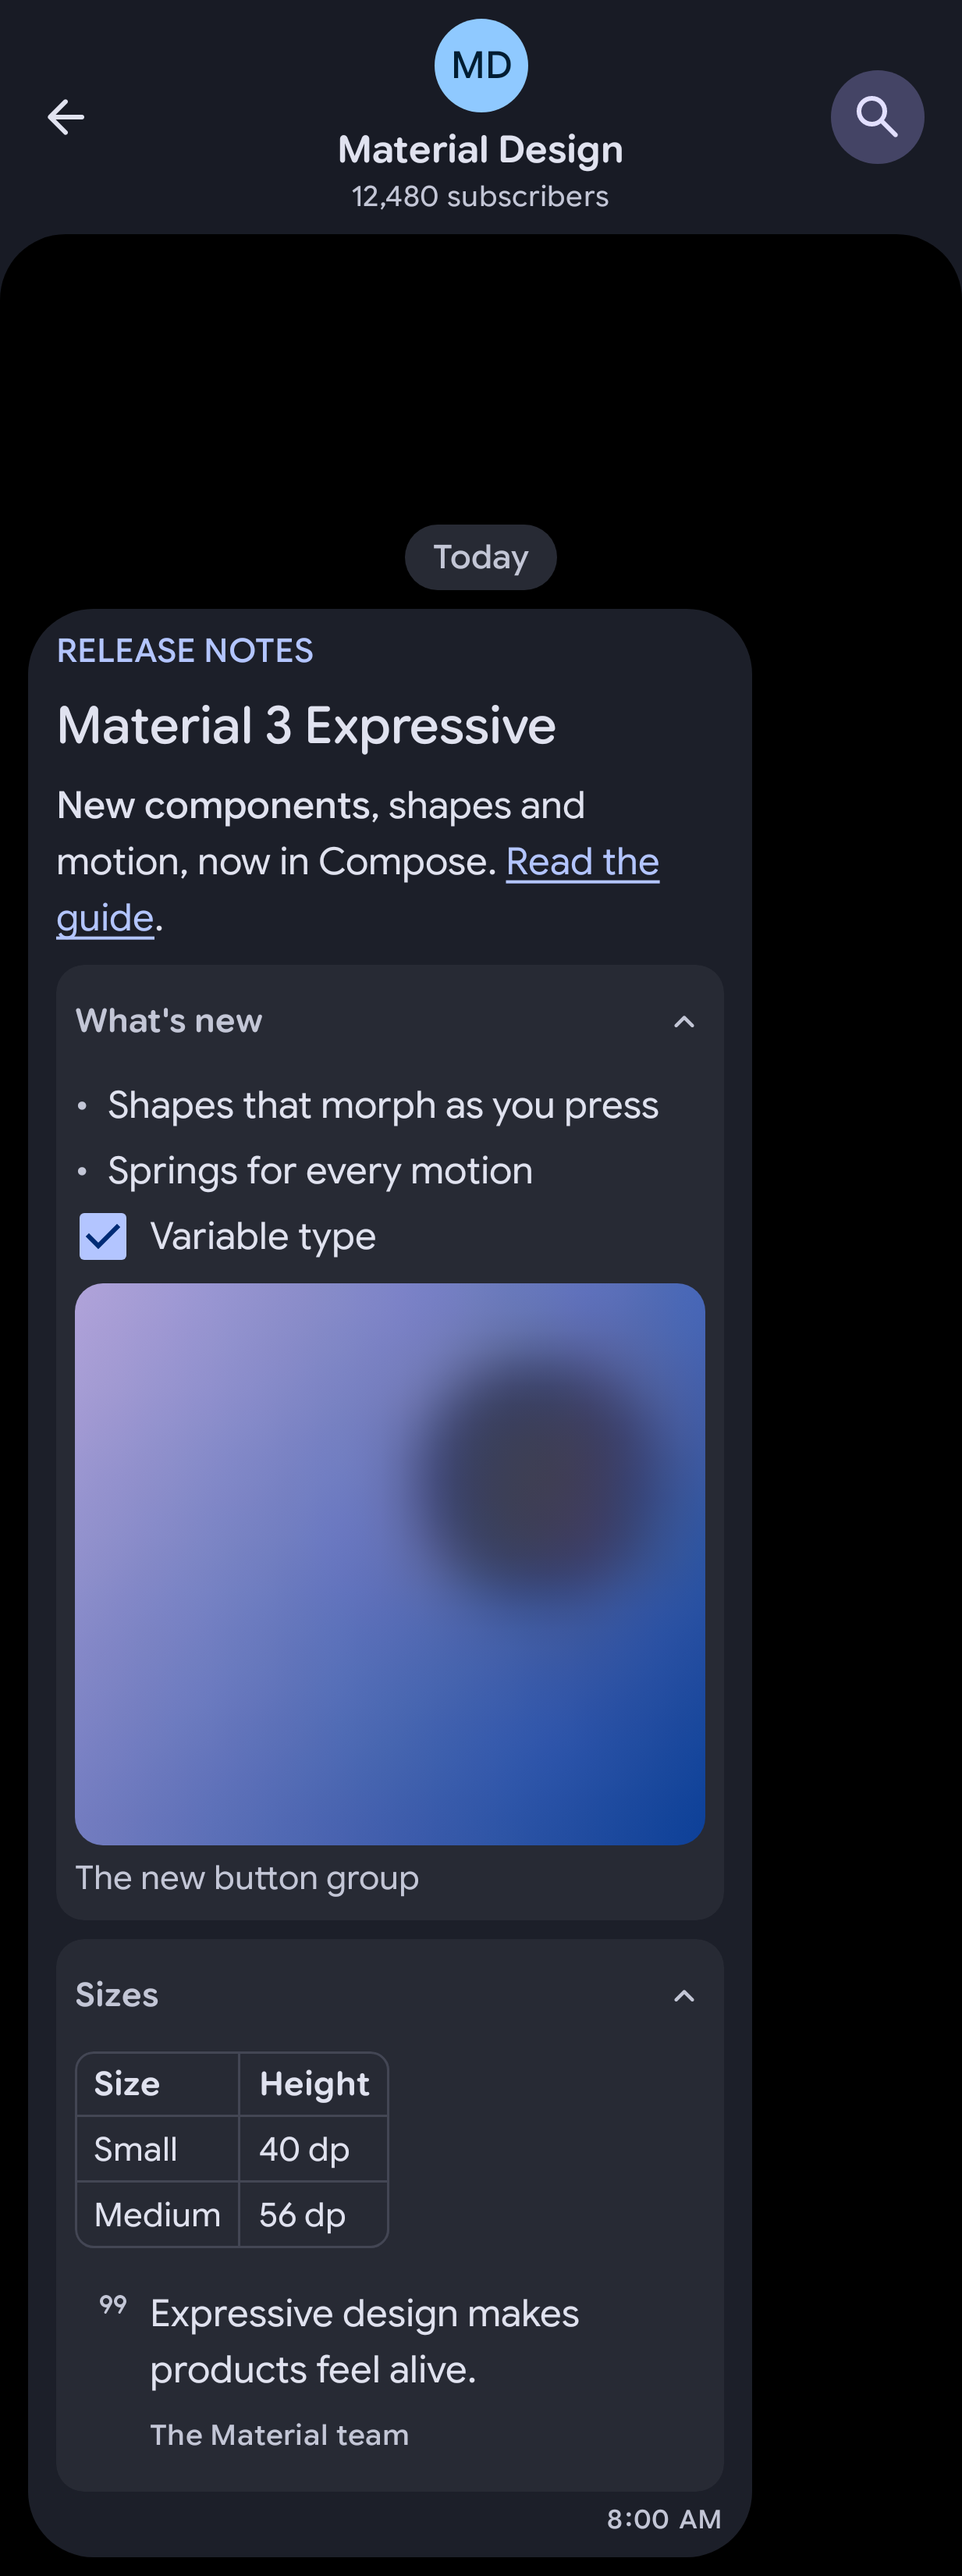 MD
Material Design
12,480 subscribers
Today
RELEASE NOTES
Material 3 Expressive
New components, shapes and
motion, now in Compose. Read the
guide.
What's new
• Shapes that morph as you press
• Springs for every motion
Variable type
The new button group
Sizes
Size Height
Small 40 dp
Medium 56 dp
” Expressive design makes
products feel alive.
The Material team
8:00 AM